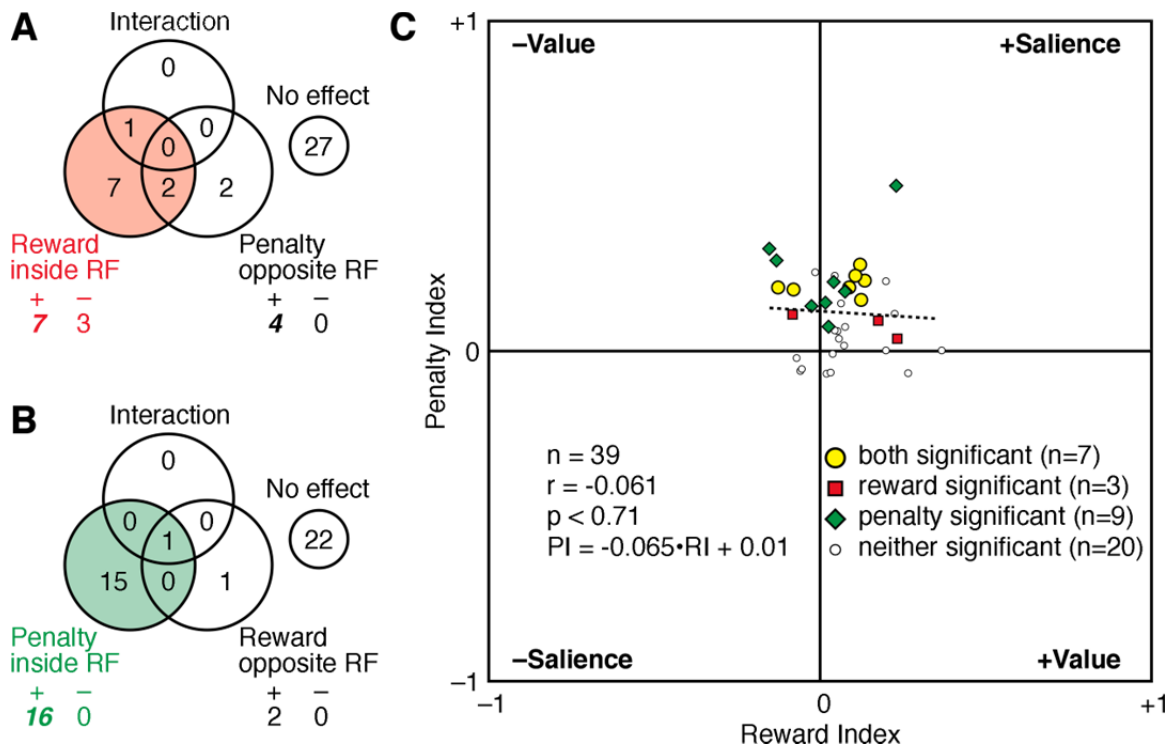 A
Interaction
0
No effect
1
0
0
27
7
2
2
Reward
inside RF
+ −
7 3
Penalty
opposite RF
+ −
4 0
B
Interaction
0
No effect
0
0
1
22
15
0
1
Penalty
inside RF
+ −
16 0
Reward
opposite RF
+ −
2 0
C
+1
−Value
+Salience
Penalty Index
0
n = 39
r = -0.061
p < 0.71
PI = -0.065•RI + 0.01
both significant (n=7)
reward significant (n=3)
penalty significant (n=9)
neither significant (n=20)
−Salience
+Value
−1
−1
0
+1
Reward Index